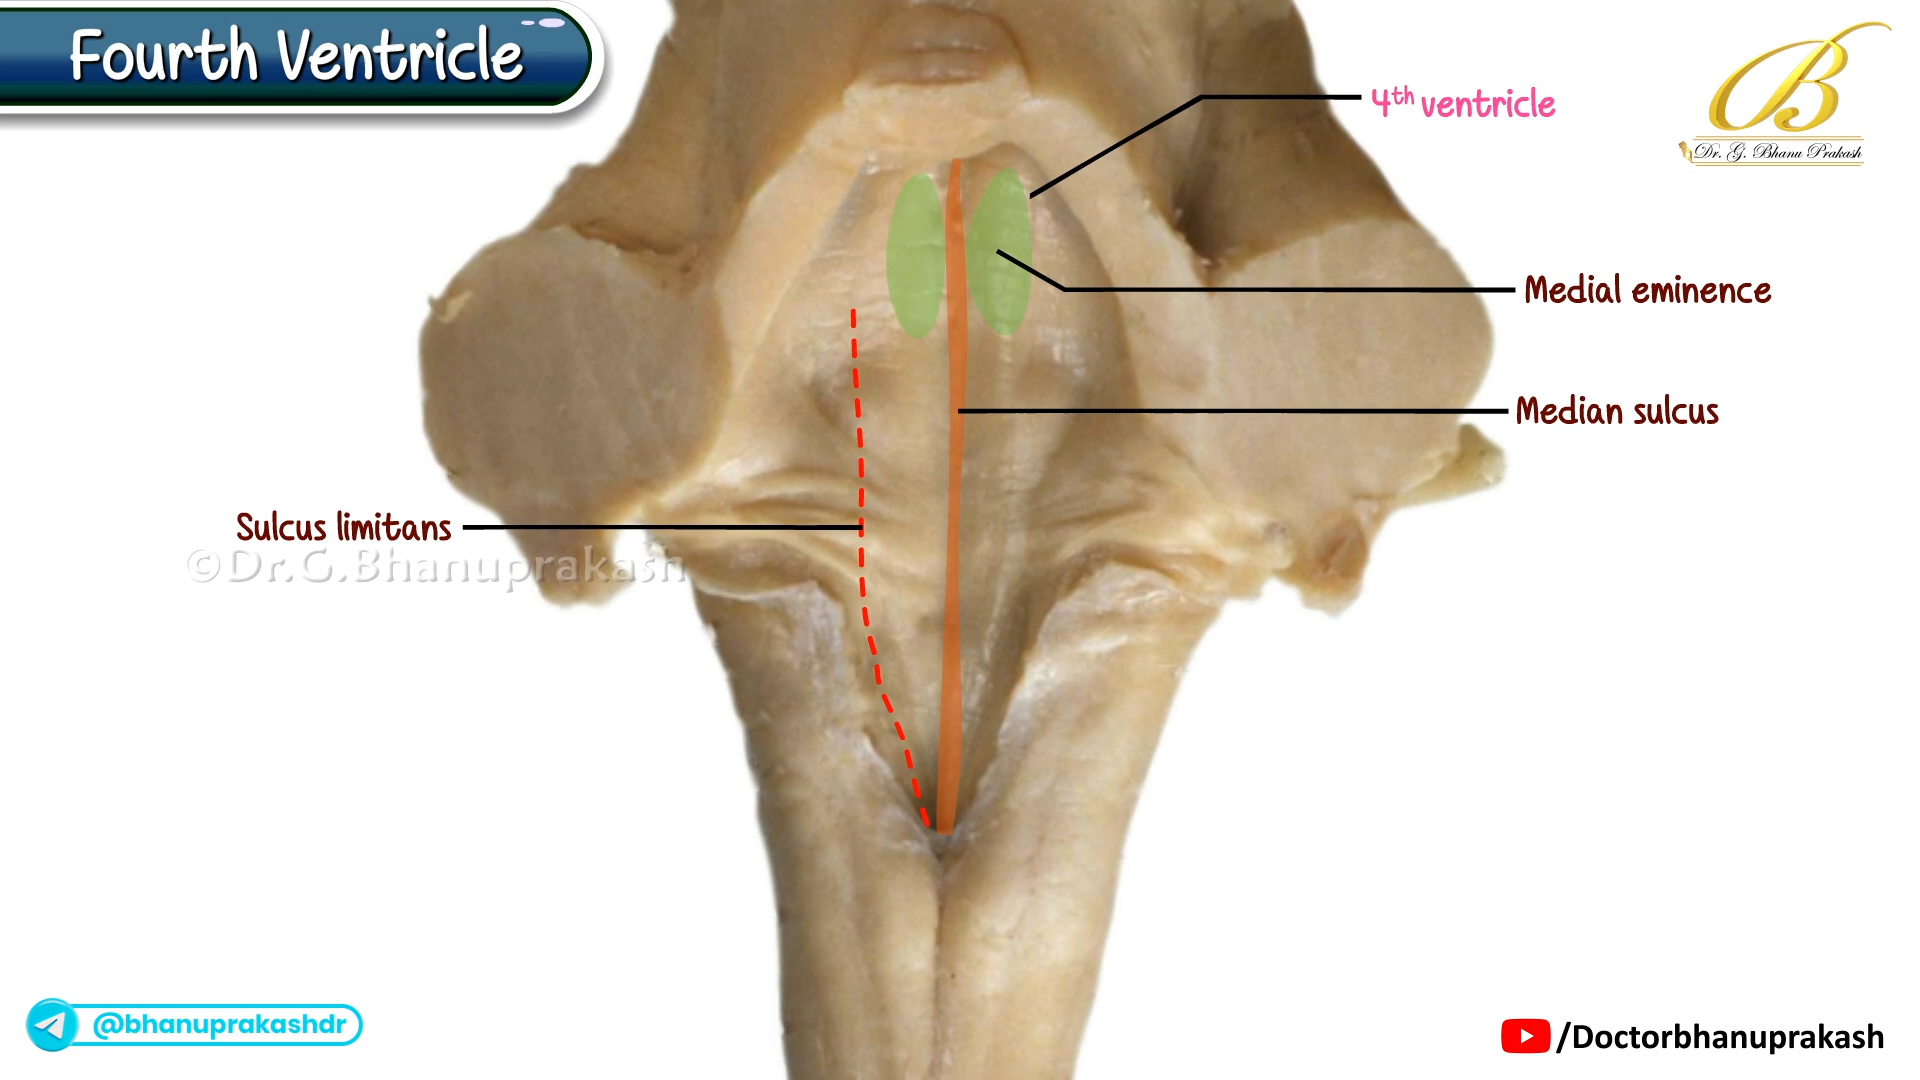 Fourth Ventricle
4th ventricle
Dr. G. Bhanu Prakash
Medial eminence
Median sulcus
Sulcus limitans
©Dr.G.Bhanuprakash
@bhanuprakashdr
/Doctorbhanuprakash